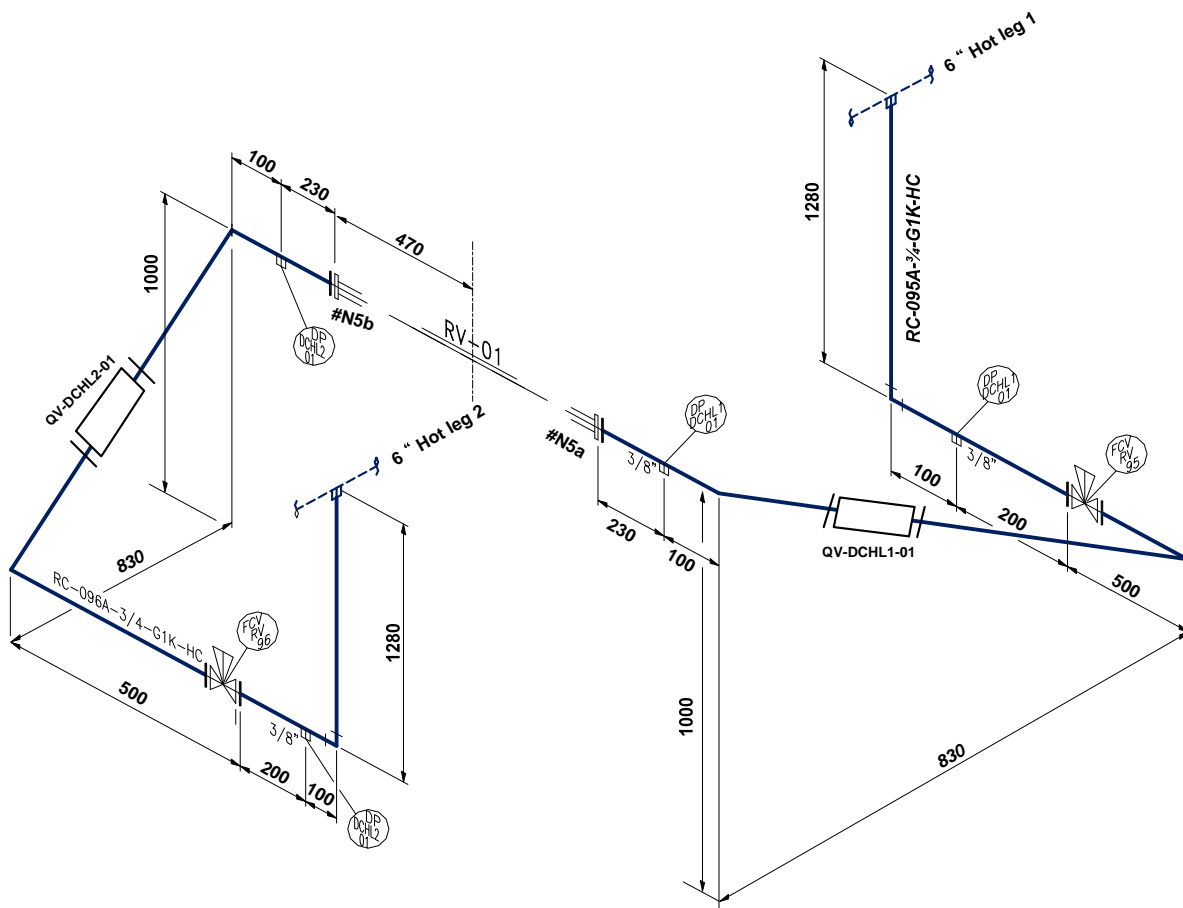 6 “ Hot leg 1
1280
RC-095A-¾-G1K-HC
100
230
470
1000
#N5b
DP
DCHL2
01
RV-01
QV-DCHL2-01
6 “ Hot leg 2
#N5a
3/8”
DP
DCHL1
01
DP
DCHL1
01
3/8”
FCV
RV
95
100
200
500
230
100
QV-DCHL1-01
830
RC-096A-3/4-G1K-HC
FCV
RV
96
1280
500
3/8”
200
100
DP
DCHL2
01
1000
830